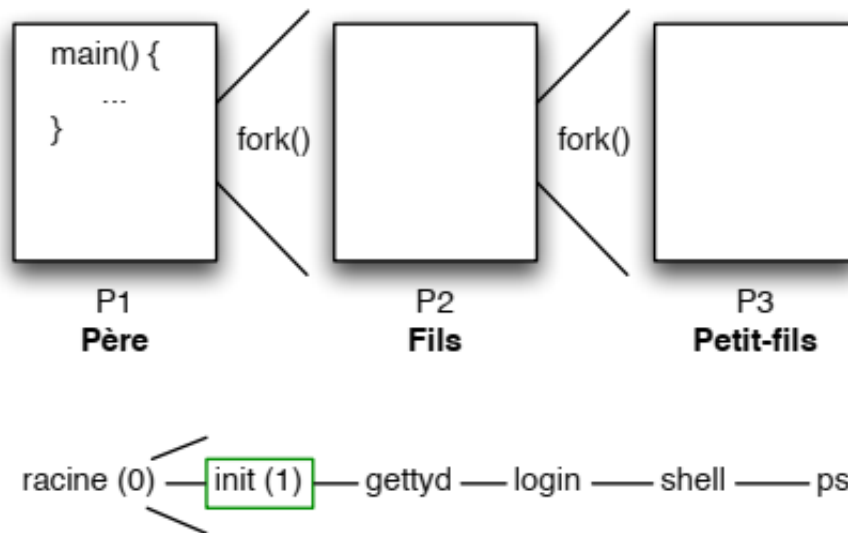 main() {
...
}
fork()
fork()
P1
P2
P3
Père
Fils
Petit-fils
racine (0)
init (1)
gettyd
login
shell
ps